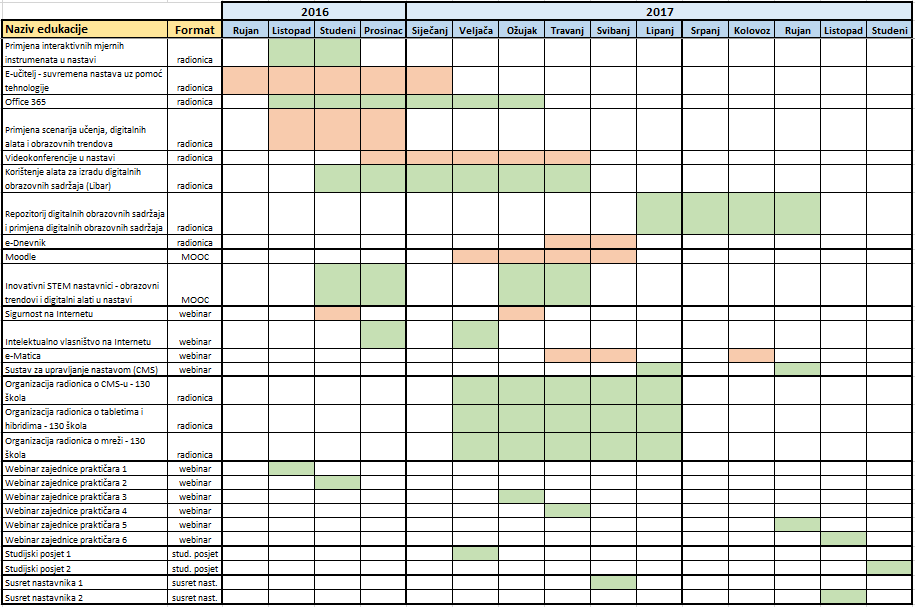 2016 2017
Naziv edukacije Format Rujan Listopad Studeni Prosinac Siječanj Veljača Ožujak Travanj Svibanj Lipanj Srpanj Kolovoz Rujan Listopad Studeni
Primjena interaktivnih mjernih
instrumenata u nastavi radionica
E-učitelj - suvremena nastava uz pomoć
tehnologije radionica
Office 365 radionica
Primjena scenarija učenja, digitalnih
alata i obrazovnih trendova radionica
Videokonferencije u nastavi radionica
Korištenje alata za izradu digitalnih
obrazovnih sadržaja (Libar) radionica
Repozitorij digitalnih obrazovnih sadržaja
i primjena digitalnih obrazovnih sadržaja radionica
e-Dnevnik radionica
Moodle MOOC
Inovativni STEM nastavnici - obrazovni
trendovi i digitalni alati u nastavi MOOC
Sigurnost na Internetu webinar
Intelektualno vlasništvo na Internetu webinar
e-Matica webinar
Sustav za upravljanje nastavom (CMS) webinar
Organizacija radionica o CMS-u - 130
škola radionica
Organizacija radionica o tabletima i
hibridima - 130 škola radionica
Organizacija radionica o mreži - 130
škola radionica
Webinar zajednice praktičara 1 webinar
Webinar zajednice praktičara 2 webinar
Webinar zajednice praktičara 3 webinar
Webinar zajednice praktičara 4 webinar
Webinar zajednice praktičara 5 webinar
Webinar zajednice praktičara 6 webinar
Studijski posjet 1 stud. posjet
Studijski posjet 2 stud. posjet
Susret nastavnika 1 susret nast.
Susret nastavnika 2 susret nast.